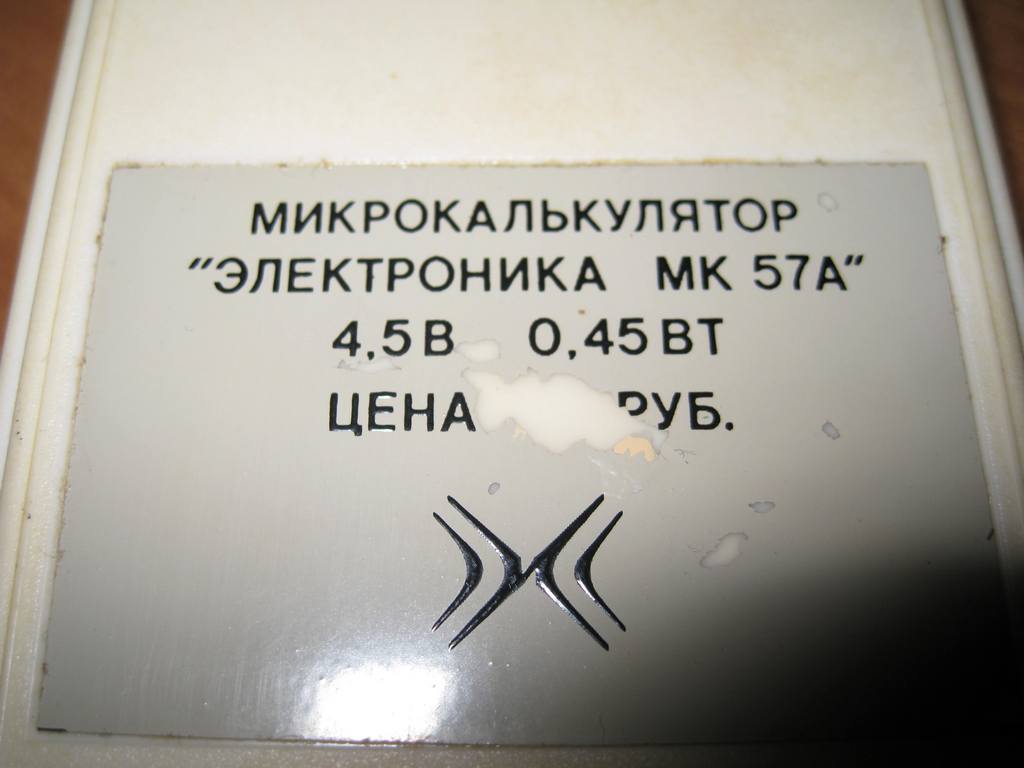 МИКРОКАЛЬКУЛЯТОР
"ЭЛЕКТРОНИКА МК 57А"
4,5В 0,45ВТ
ЦЕНА РУБ.